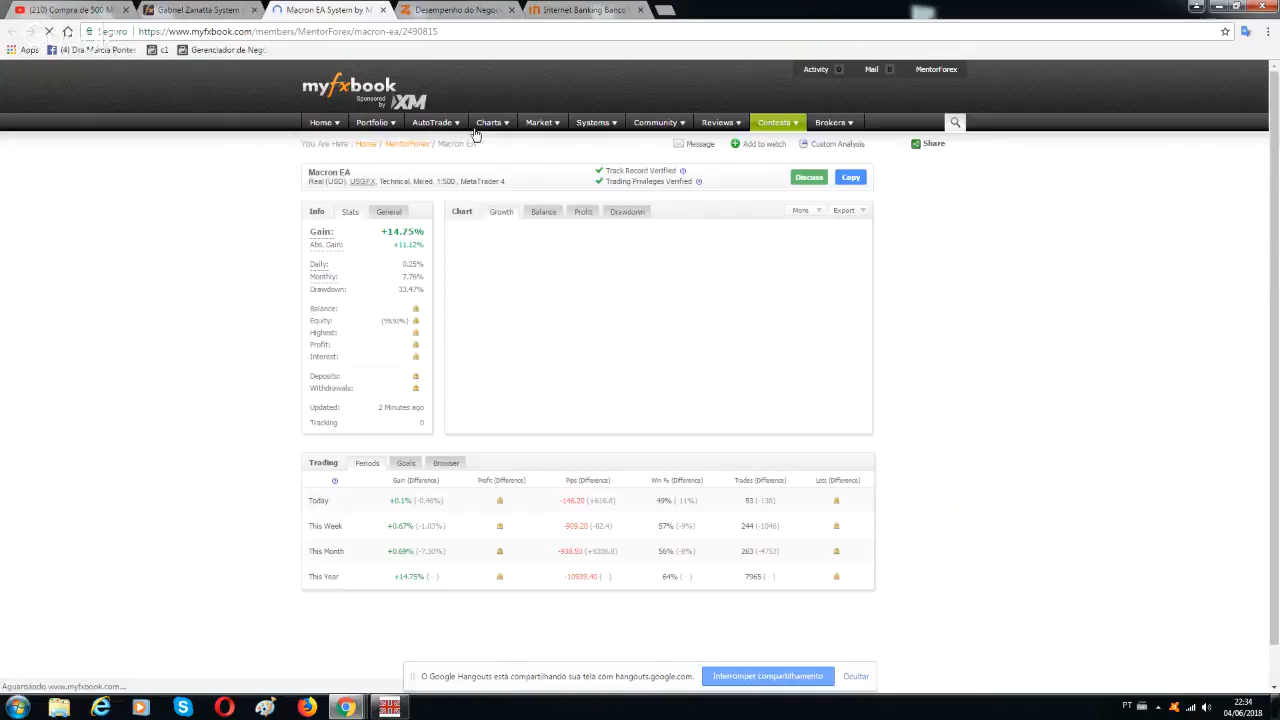 (210) Compra de 500 M
Gabriel Zanatta System
Macron EA System by M
Desempenho do Negoc
Internet Banking Banco
Seguro
https://www.myfxbook.com/members/MentorForex/macron-ea/2490815
Apps
(4) Dra Marcia Ponte
c1
Gerenciador de Neg
Activity 0 Mail 0 MentorForex
myfxbook
Sponsored by XM
Home Portfolio AutoTrade Charts Market Systems Community Reviews Contests Brokers
You Are Here : Home / MentorForex / Macron EA
Message Add to watch Custom Analysis Share
Macron EA
Real (USD), USGFX, Technical, Mixed, 1:500 , MetaTrader 4
Track Record Verified
Trading Privileges Verified
Discuss Copy
Info Stats General
Gain: +14.75%
Abs. Gain: +11.12%
Daily: 0.25%
Monthly: 7.76%
Drawdown: 33.47%
Balance:
Equity: (99.92%)
Highest:
Profit:
Interest:
Deposits:
Withdrawals:
Updated: 2 Minutes ago
Tracking 0
Chart Growth Balance Profit Drawdown More Export
Trading Periods Goals Browser
Gain (Difference) Profit (Difference) Pips (Difference) Win % (Difference) Trades (Difference) Lots (Difference)
Today +0.1% (-0.46%) -146.20 (+616.8) 49% (-11%) 53 (-138)
This Week +0.67% (-1.03%) -909.20 (-82.4) 57% (-9%) 244 (-1046)
This Month +0.69% (-7.30%) -938.50 (+5206.8) 56% (-8%) 263 (-4753)
This Year +14.75% ( - ) -10939.40 ( - ) 64% ( - ) 7965 ( - )
O Google Hangouts está compartilhando sua tela com hangouts.google.com.
Interromper compartilhamento
Ocultar
Aguardando www.myfxbook.com...
PT
22:34
04/06/2018